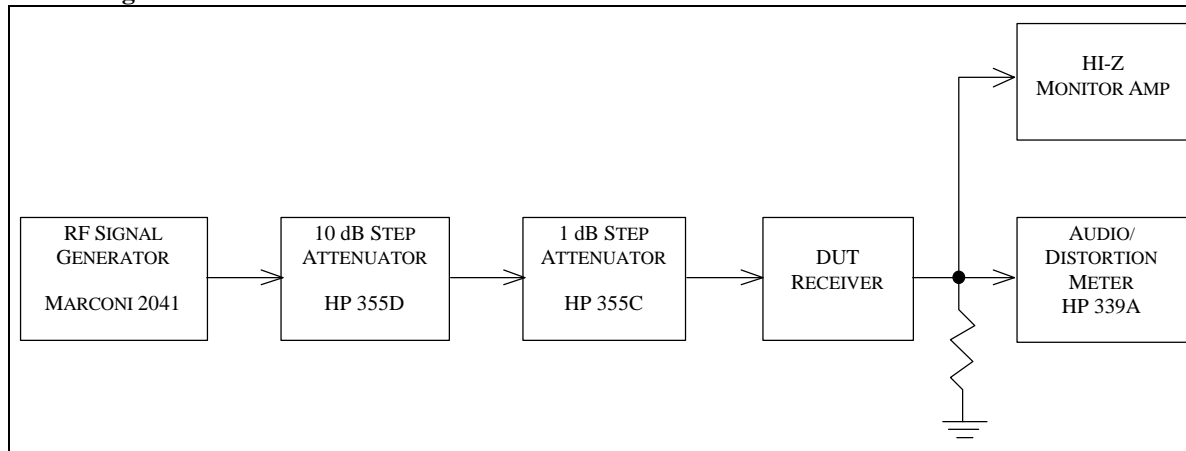 RF SIGNAL
GENERATOR
MARCONI 2041
10 dB STEP
ATTENUATOR
HP 355D
1 dB STEP
ATTENUATOR
HP 355C
DUT
RECEIVER
HI-Z
MONITOR AMP
AUDIO/
DISTORTION
METER
HP 339A